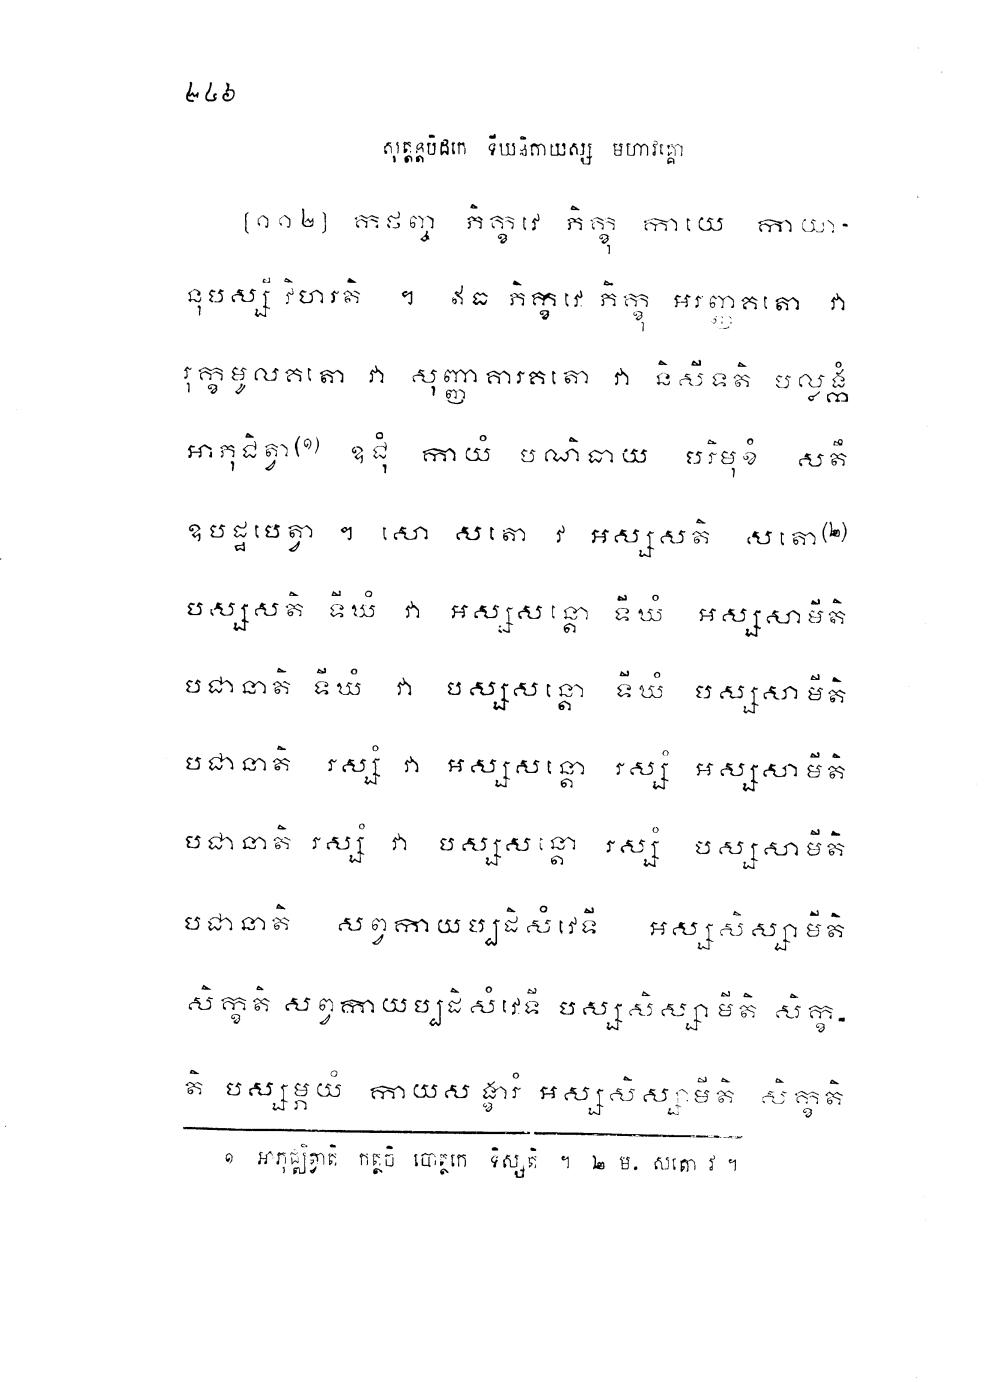 ២៤៦
សុត្តន្តបិដកេ ទីឃនិកាយស្ស មហាវគ្គោ
[១១២] កថញ្ច ភិក្ខវេ ភិក្ខុ កាយេ កាយា-
នុបស្សី វិហរតិ ។ ឥធ ភិក្ខវេ ភិក្ខុ អរញ្ញគតោ វា
រុក្ខមូលគតោ វា សុញ្ញាគារគតោ វា និសីទតិ បល្លង្កំ
អាភុជិត្វា(១) ឧជុំ កាយំ បណិធាយ បរិមុខំ សតឹ
ឧបដ្ឋបេត្វា ។ សោ សតោ វ អស្សសតិ សតោ(២)
បស្សសតិ ទីឃំ វា អស្សសន្តោ ទីឃំ អស្សសាមីតិ
បជានាតិ ទីឃំ វា បស្សសន្តោ ទីឃំ បស្សសាមីតិ
បជានាតិ រស្សំ វា អស្សសន្តោ រស្សំ អស្សសាមីតិ
បជានាតិ រស្សំ វា បស្សសន្តោ រស្សំ បស្សសាមីតិ
បជានាតិ សព្វកាយប្បដិសំវេទី អស្សសិស្សាមីតិ
សិក្ខតិ សព្វកាយប្បដិសំវេទី បស្សសិស្សាមីតិ សិក្ខ-
តិ បស្សម្ភយំ កាយសង្ខារំ អស្សសិស្សាមីតិ សិក្ខតិ
១ អាភុញ្ជិត្វាតិ កត្ថចិ បោត្ថកេ ទិស្សតិ ។ ២ ម. សតោ វ ។